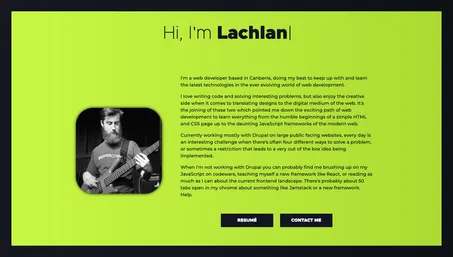 Hi, I'm Lachlan|
I'm a web developer based in Canberra, doing my best to keep up with and learn
the latest technologies in the ever evolving world of web development.
I love writing code and solving interesting problems, but also enjoy the creative
side when it comes to translating designs to the digital medium of the web. It's
the joining of these two which pointed me down the exciting path of web
development to learn everything from the humble beginnings of a simple HTML
and CSS page up to the daunting JavaScript frameworks of the modern web.
Currently working mostly with Drupal on large public facing websites, every day is
an interesting challenge when there's often four different ways to solve a problem,
or sometimes a restriction that leads to a very out of the box idea being
implemented.
When I'm not working with Drupal you can probably find me brushing up on my
JavaScript on codewars, teaching myself a new framework like React, or reading
as much as I can about the current frontend landscape. There's probably about 50
tabs open in my chrome about something like Jamstack or a new framework.
Help.
RESUMÉ
CONTACT ME